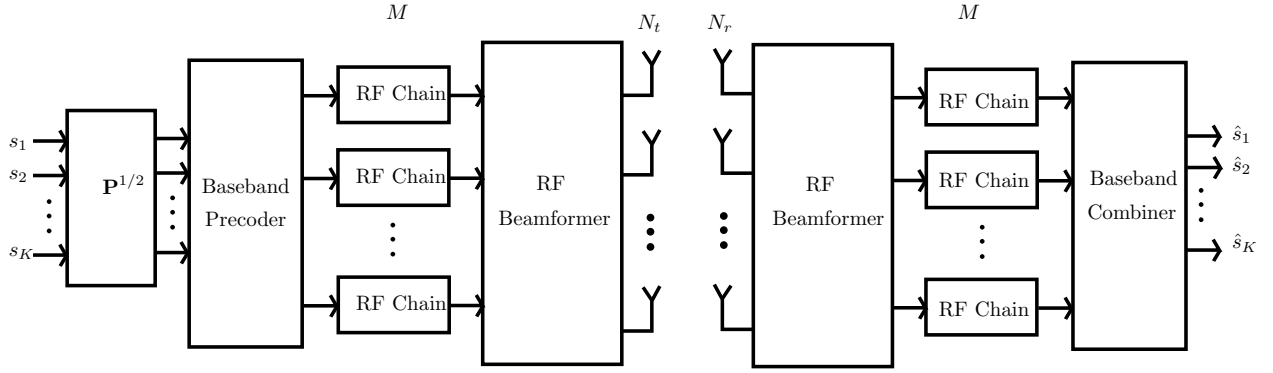 M
N_t
N_r
M
s_1
s_2
s_K
P^{1/2}
Baseband
Precoder
RF Chain
RF Chain
RF Chain
RF
Beamformer
RF
Beamformer
RF Chain
RF Chain
RF Chain
Baseband
Combiner
ŝ_1
ŝ_2
ŝ_K